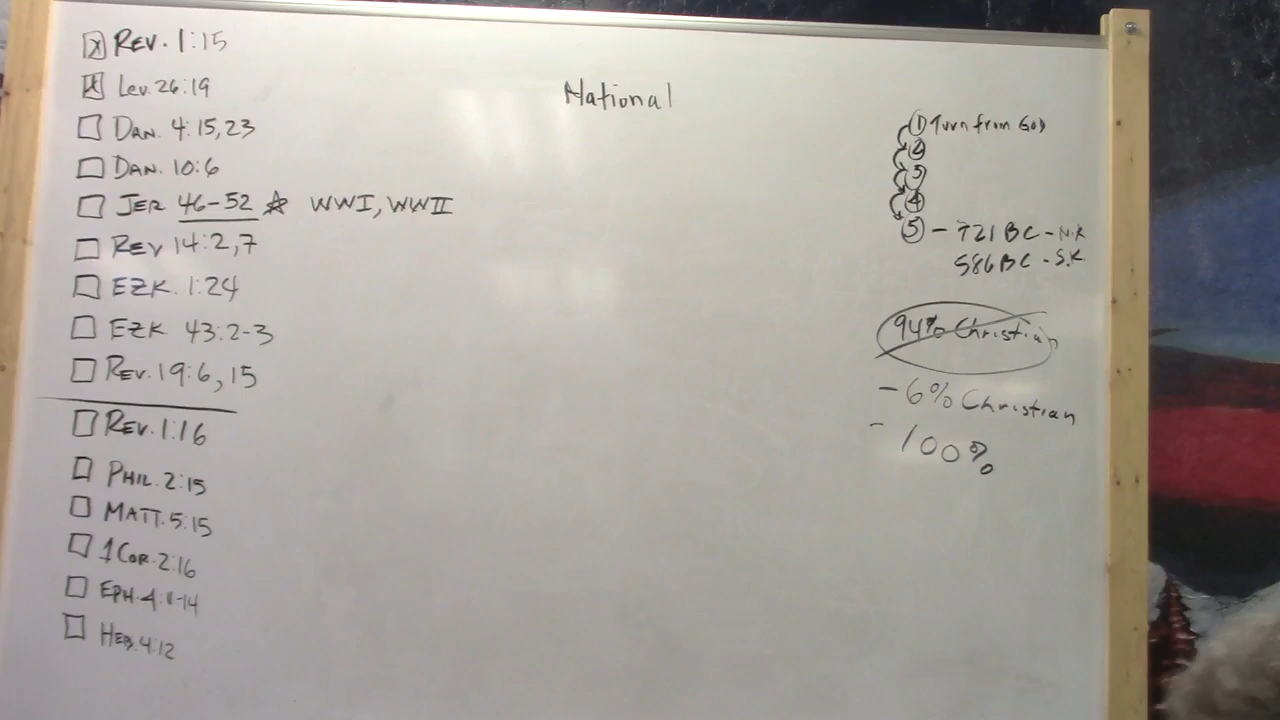 Rev. 1:15
Lev. 26:19
Dan. 4:15,23
Dan. 10:6
Jer 46-52 ☆ WWI, WWII
Rev 14:2,7
Ezk. 1:24
Ezk 43:2-3
Rev. 19:6, 15
Rev. 1:16
Phil. 2:15
Matt. 5:15
1 Cor. 2:16
Eph. 4:11-14
Heb. 4:12
National
① Turn from God
②
③
④
⑤ - 721 BC - N.K
586 BC - S.K.
94% Christian
- 6% Christian
- 100%